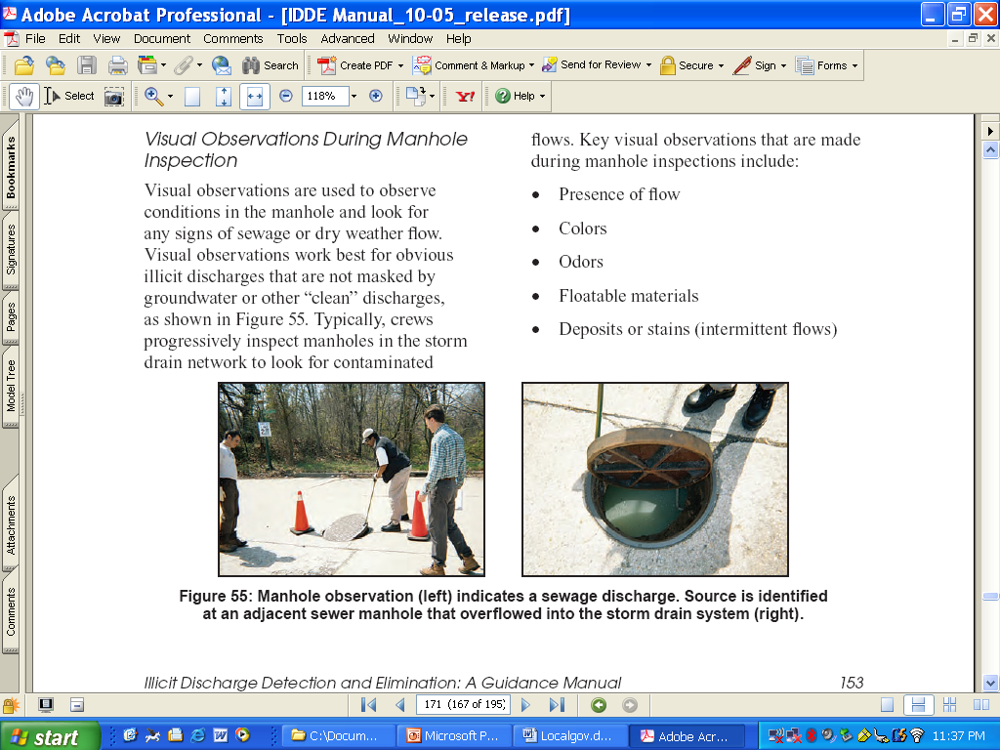 Adobe Acrobat Professional - [IDDE Manual_10-05_release.pdf]
File Edit View Document Comments Tools Advanced Window Help
Search Create PDF Comment & Markup Send for Review Secure Sign Forms
Select 118% Y! Help
Bookmarks
Signatures
Pages
Model Tree
Attachments
Comments
Visual Observations During Manhole
Inspection
Visual observations are used to observe
conditions in the manhole and look for
any signs of sewage or dry weather flow.
Visual observations work best for obvious
illicit discharges that are not masked by
groundwater or other “clean” discharges,
as shown in Figure 55. Typically, crews
progressively inspect manholes in the storm
drain network to look for contaminated
flows. Key visual observations that are made
during manhole inspections include:
• Presence of flow
• Colors
• Odors
• Floatable materials
• Deposits or stains (intermittent flows)
Figure 55: Manhole observation (left) indicates a sewage discharge. Source is identified
at an adjacent sewer manhole that overflowed into the storm drain system (right).
Illicit Discharge Detection and Elimination: A Guidance Manual 153
171 (167 of 195)
start C:\Docum... Microsoft P... Localgov.d... Adobe Acr... 11:37 PM